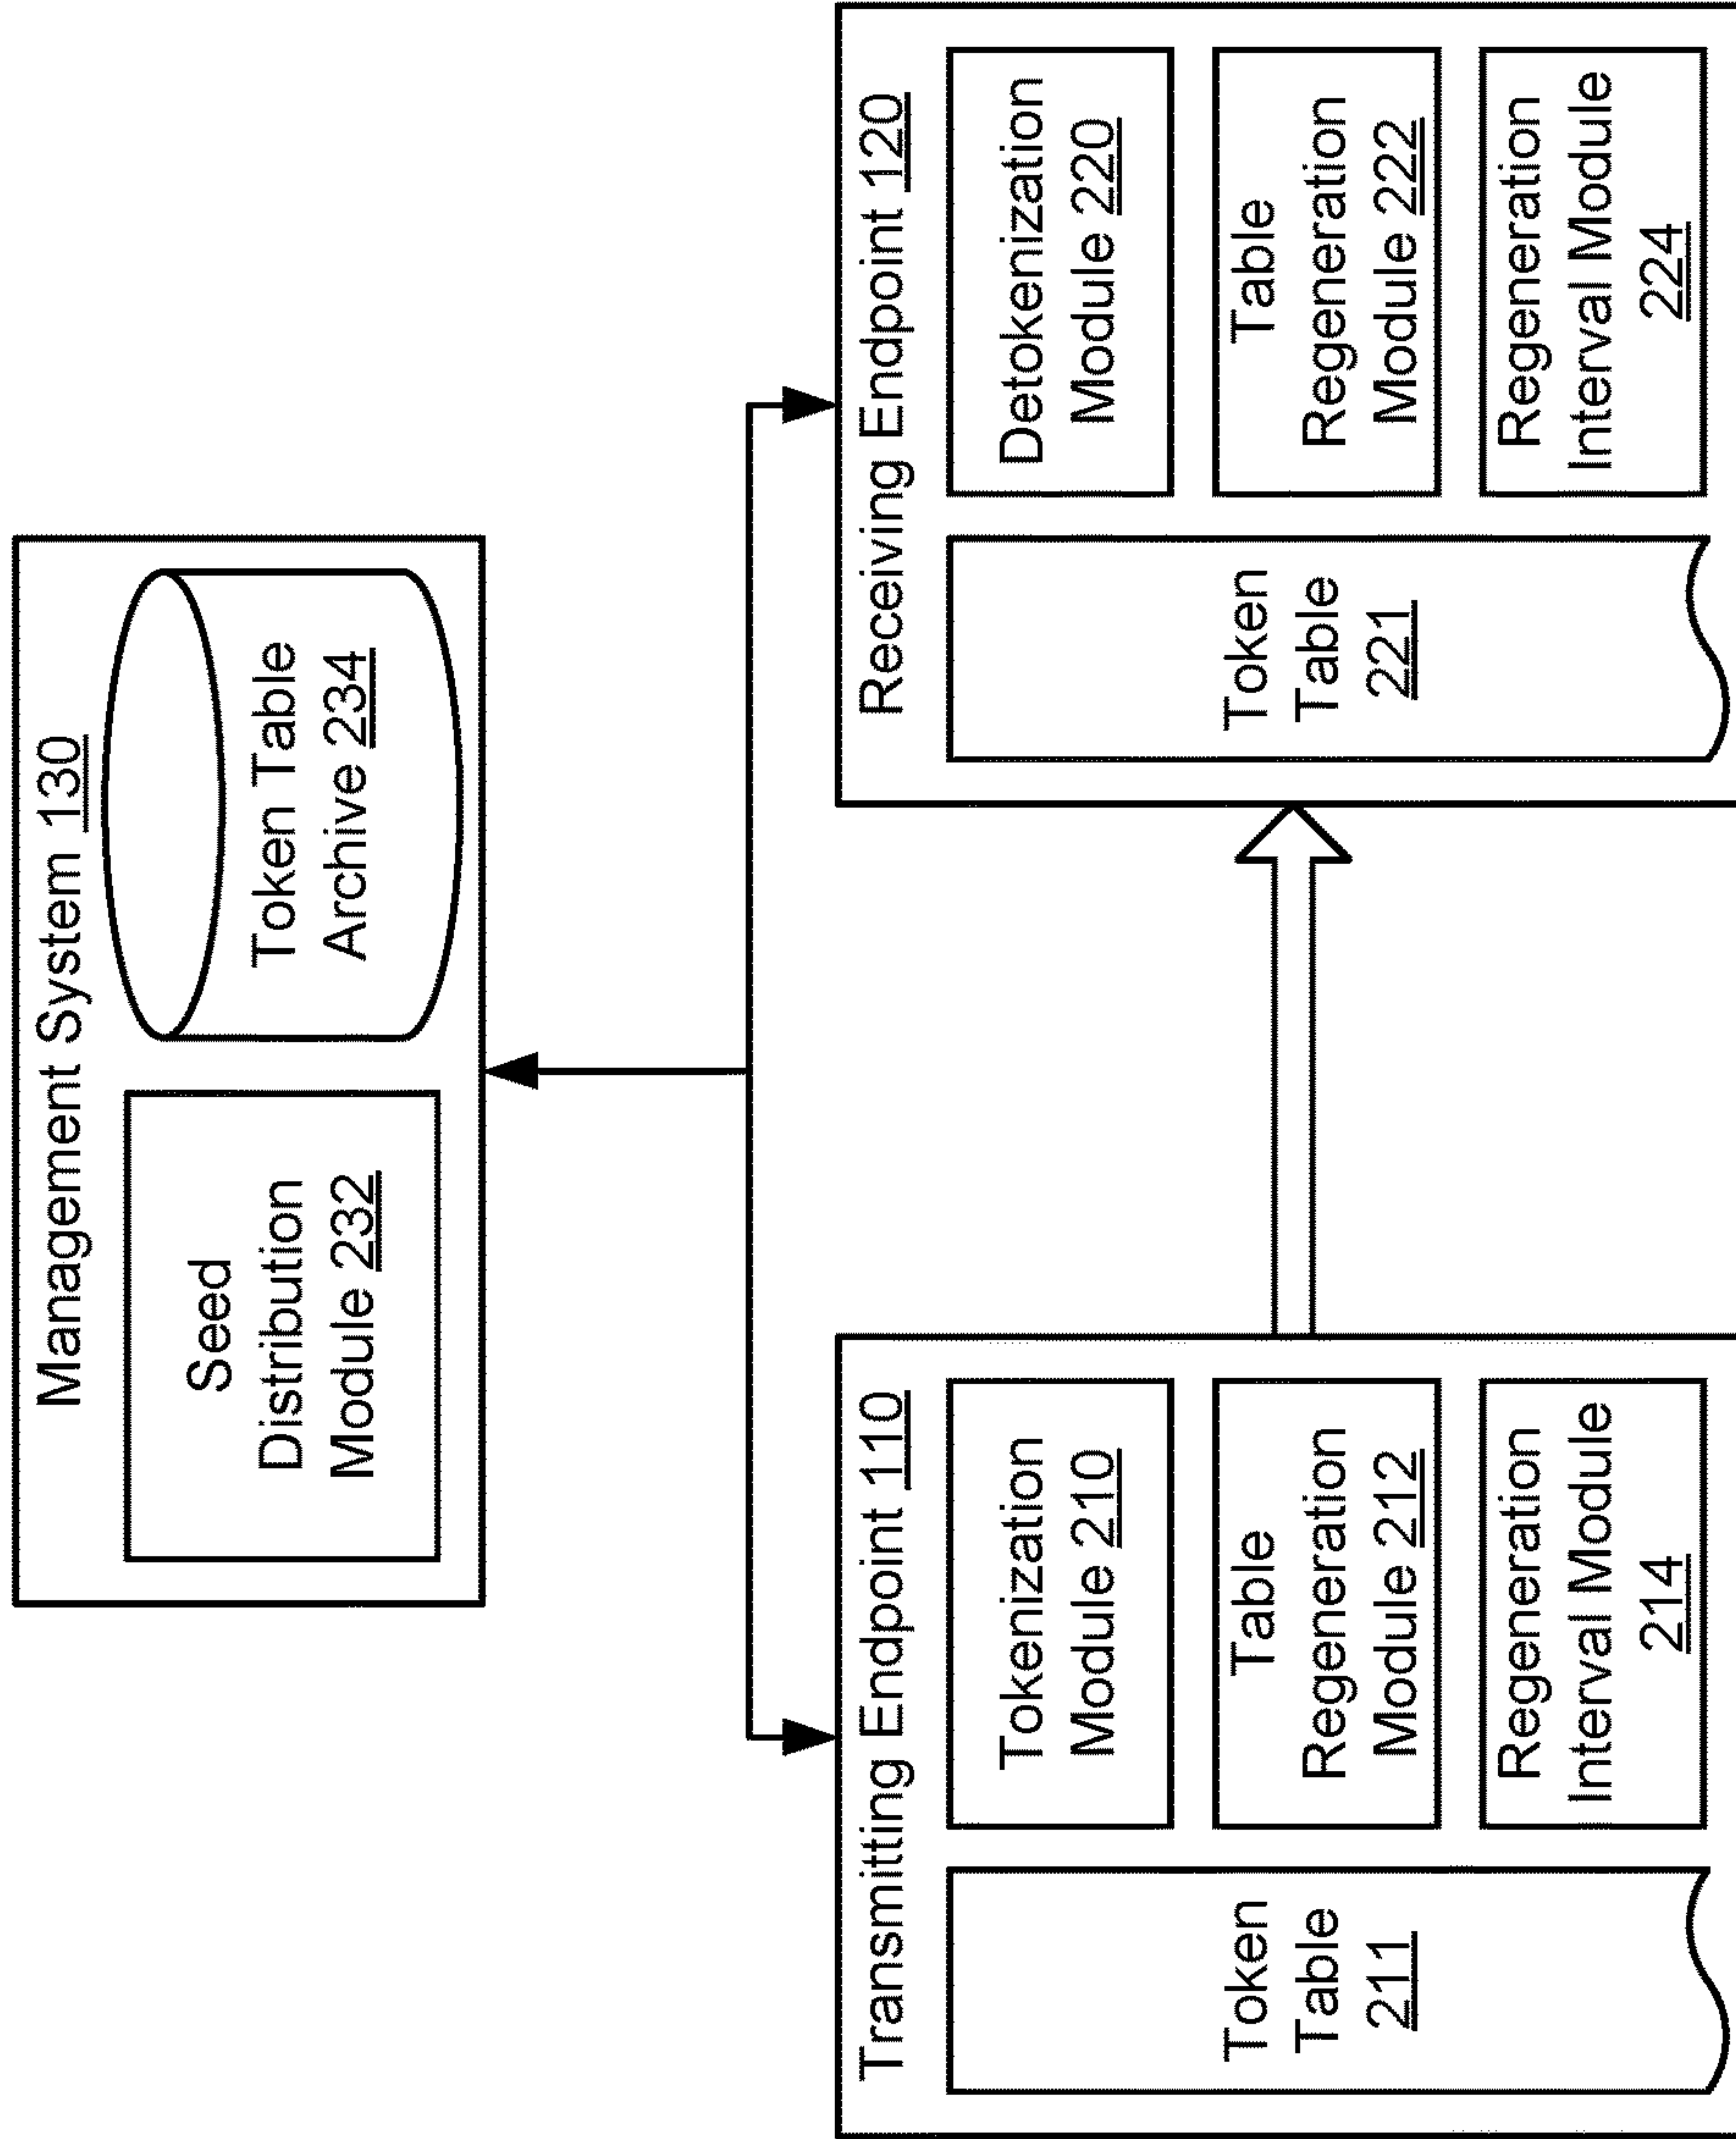 Management System 130
Seed
Distribution
Module 232
Token Table
Archive 234
Transmitting Endpoint 110
Token
Table
211
Tokenization
Module 210
Table
Regeneration
Module 212
Regeneration
Interval Module
214
Receiving Endpoint 120
Token
Table
221
Detokenization
Module 220
Table
Regeneration
Module 222
Regeneration
Interval Module
224